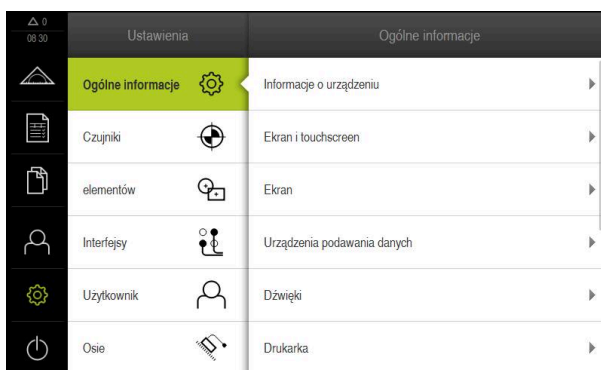 0
08 30
Ustawienia
Ogólne informacje
Ogólne informacje
Czujniki
elementów
Interfejsy
Użytkownik
Osie
Informacje o urządzeniu
Ekran i touchscreen
Ekran
Urządzenia podawania danych
Dźwięki
Drukarka